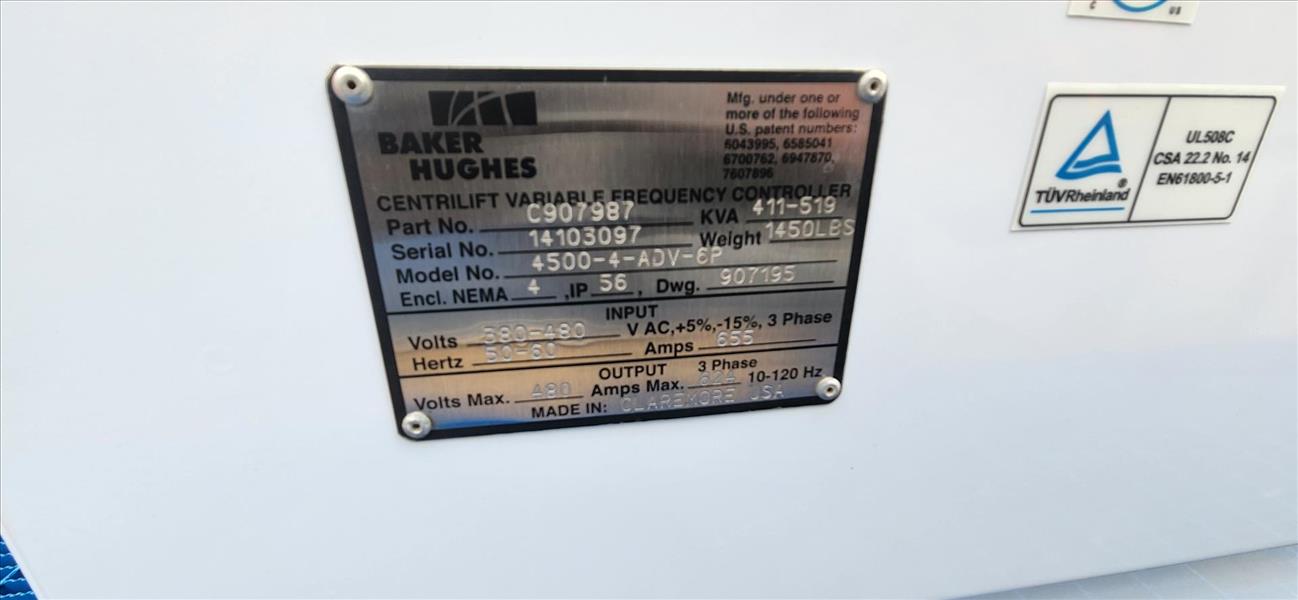 BAKER
HUGHES
Mfg. under one or
more of the following
U.S. patent numbers:
6043995, 6585041
6700762, 6947870,
7607896
CENTRILIFT VARIABLE FREQUENCY CONTROLLER
Part No. C907987 KVA 411-519
Serial No. 14103097 Weight 1450LBS
Model No. 4500-4-ADV-6P
Encl. NEMA 4 ,IP 56 , Dwg. 907195
INPUT
Volts 380-480 V AC,+5%,-15%, 3 Phase
Hertz 50-60 Amps 655
OUTPUT 3 Phase
Volts Max. 480 Amps Max. 624 10-120 Hz
MADE IN: CLAREMORE USA
C US
TÜVRheinland®
UL508C
CSA 22.2 No. 14
EN61800-5-1